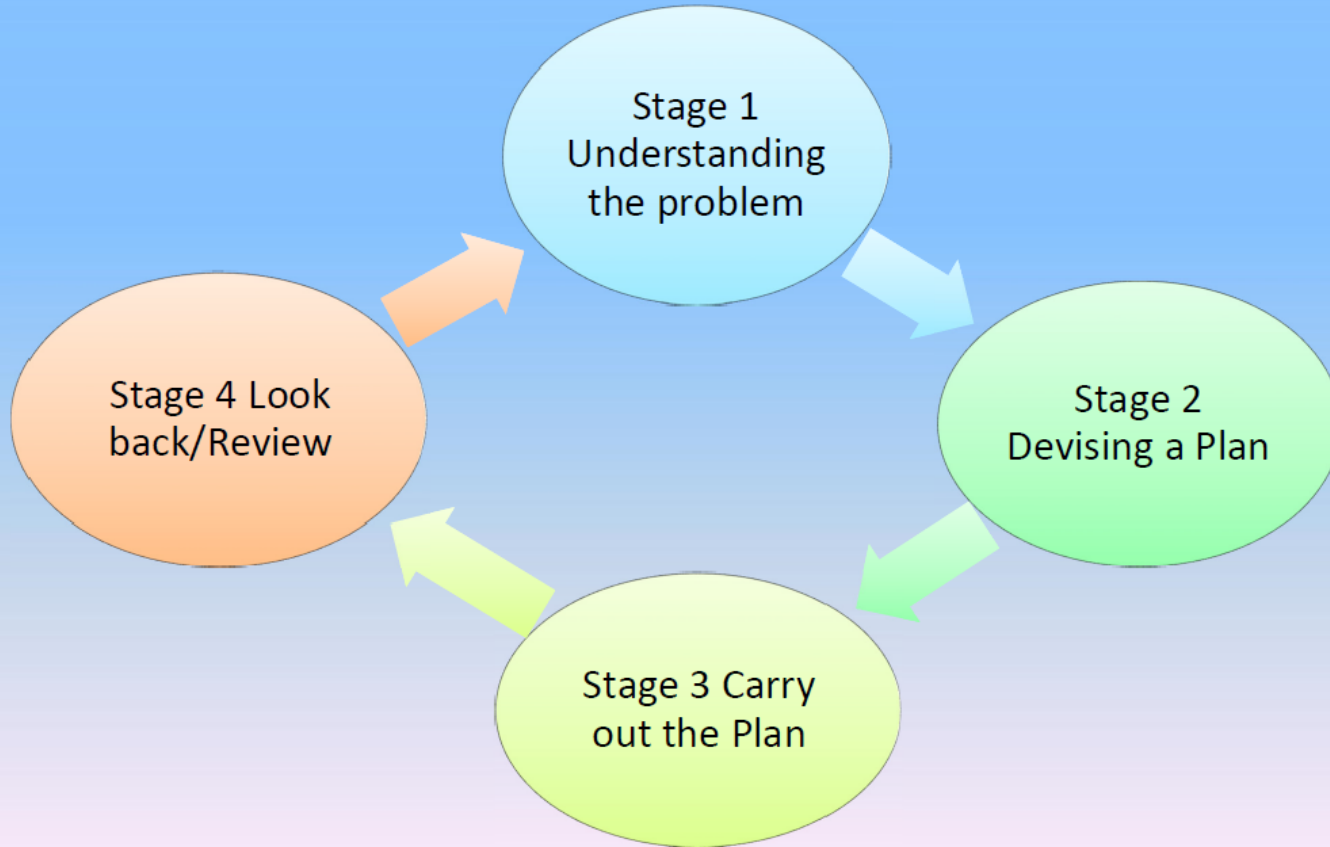 Stage 1
Understanding
the problem
Stage 2
Devising a Plan
Stage 3 Carry
out the Plan
Stage 4 Look
back/Review